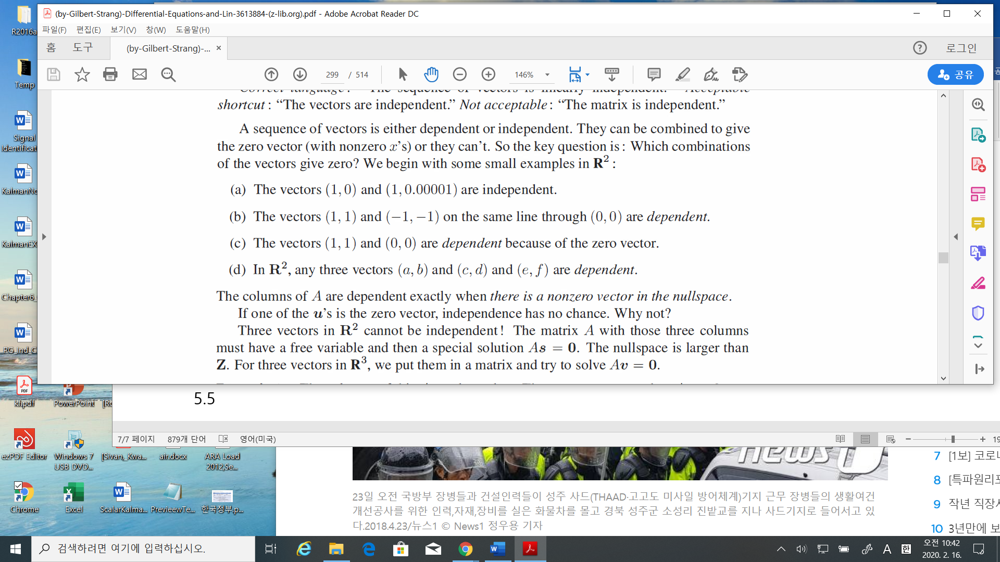 R2016a
Temp
Signal
Identificat
KalmanNo
KalmanEX
Chapter6_
PG_Ind_C
(by-Gilbert-Strang)-Differential-Equations-and-Lin-3613884-(z-lib.org).pdf - Adobe Acrobat Reader DC
파일(F) 편집(E) 보기(V) 창(W) 도움말(H)
홈 도구 (by-Gilbert-Strang)-... × 로그인
299 / 514 146% 공유
shortcut: “The vectors are independent.” Not acceptable: “The matrix is independent.”
A sequence of vectors is either dependent or independent. They can be combined to give
the zero vector (with nonzero x’s) or they can’t. So the key question is: Which combinations
of the vectors give zero? We begin with some small examples in R²:
(a) The vectors (1, 0) and (1, 0.00001) are independent.
(b) The vectors (1, 1) and (−1, −1) on the same line through (0, 0) are dependent.
(c) The vectors (1, 1) and (0, 0) are dependent because of the zero vector.
(d) In R², any three vectors (a, b) and (c, d) and (e, f) are dependent.
The columns of A are dependent exactly when there is a nonzero vector in the nullspace.
If one of the u’s is the zero vector, independence has no chance. Why not?
Three vectors in R² cannot be independent! The matrix A with those three columns
must have a free variable and then a special solution As = 0. The nullspace is larger than
Z. For three vectors in R³, we put them in a matrix and try to solve Av = 0.
5.5
kf.pdf PowerPoint [Ro
7/7 페이지 879개 단어 영어(미국) 19
ezPDF Editor Windows 7 [Sivan,_Kwa... air.docx ARA Load
USB DVD... 2012,Se...
Chrome Excel ScalarKalma... PrevieewTe... 한국정부.p...
news1
23일 오전 국방부 장병들과 건설인력들이 성주 사드(THAAD·고고도 미사일 방어체계)기지 근무 장병들의 생활여건
개선공사를 위한 인력,자재,장비를 실은 화물차를 몰고 경북 성주군 소성리 진밭교를 지나 사드기지로 들어서고 있
다.2018.4.23/뉴스1 © News1 정우용 기자
7 [1보] 코로나
8 [특파원리포
9 작년 직장人
10 3년만에 보
검색하려면 여기에 입력하십시오.
A 한 오전 10:42
2020. 2. 16.